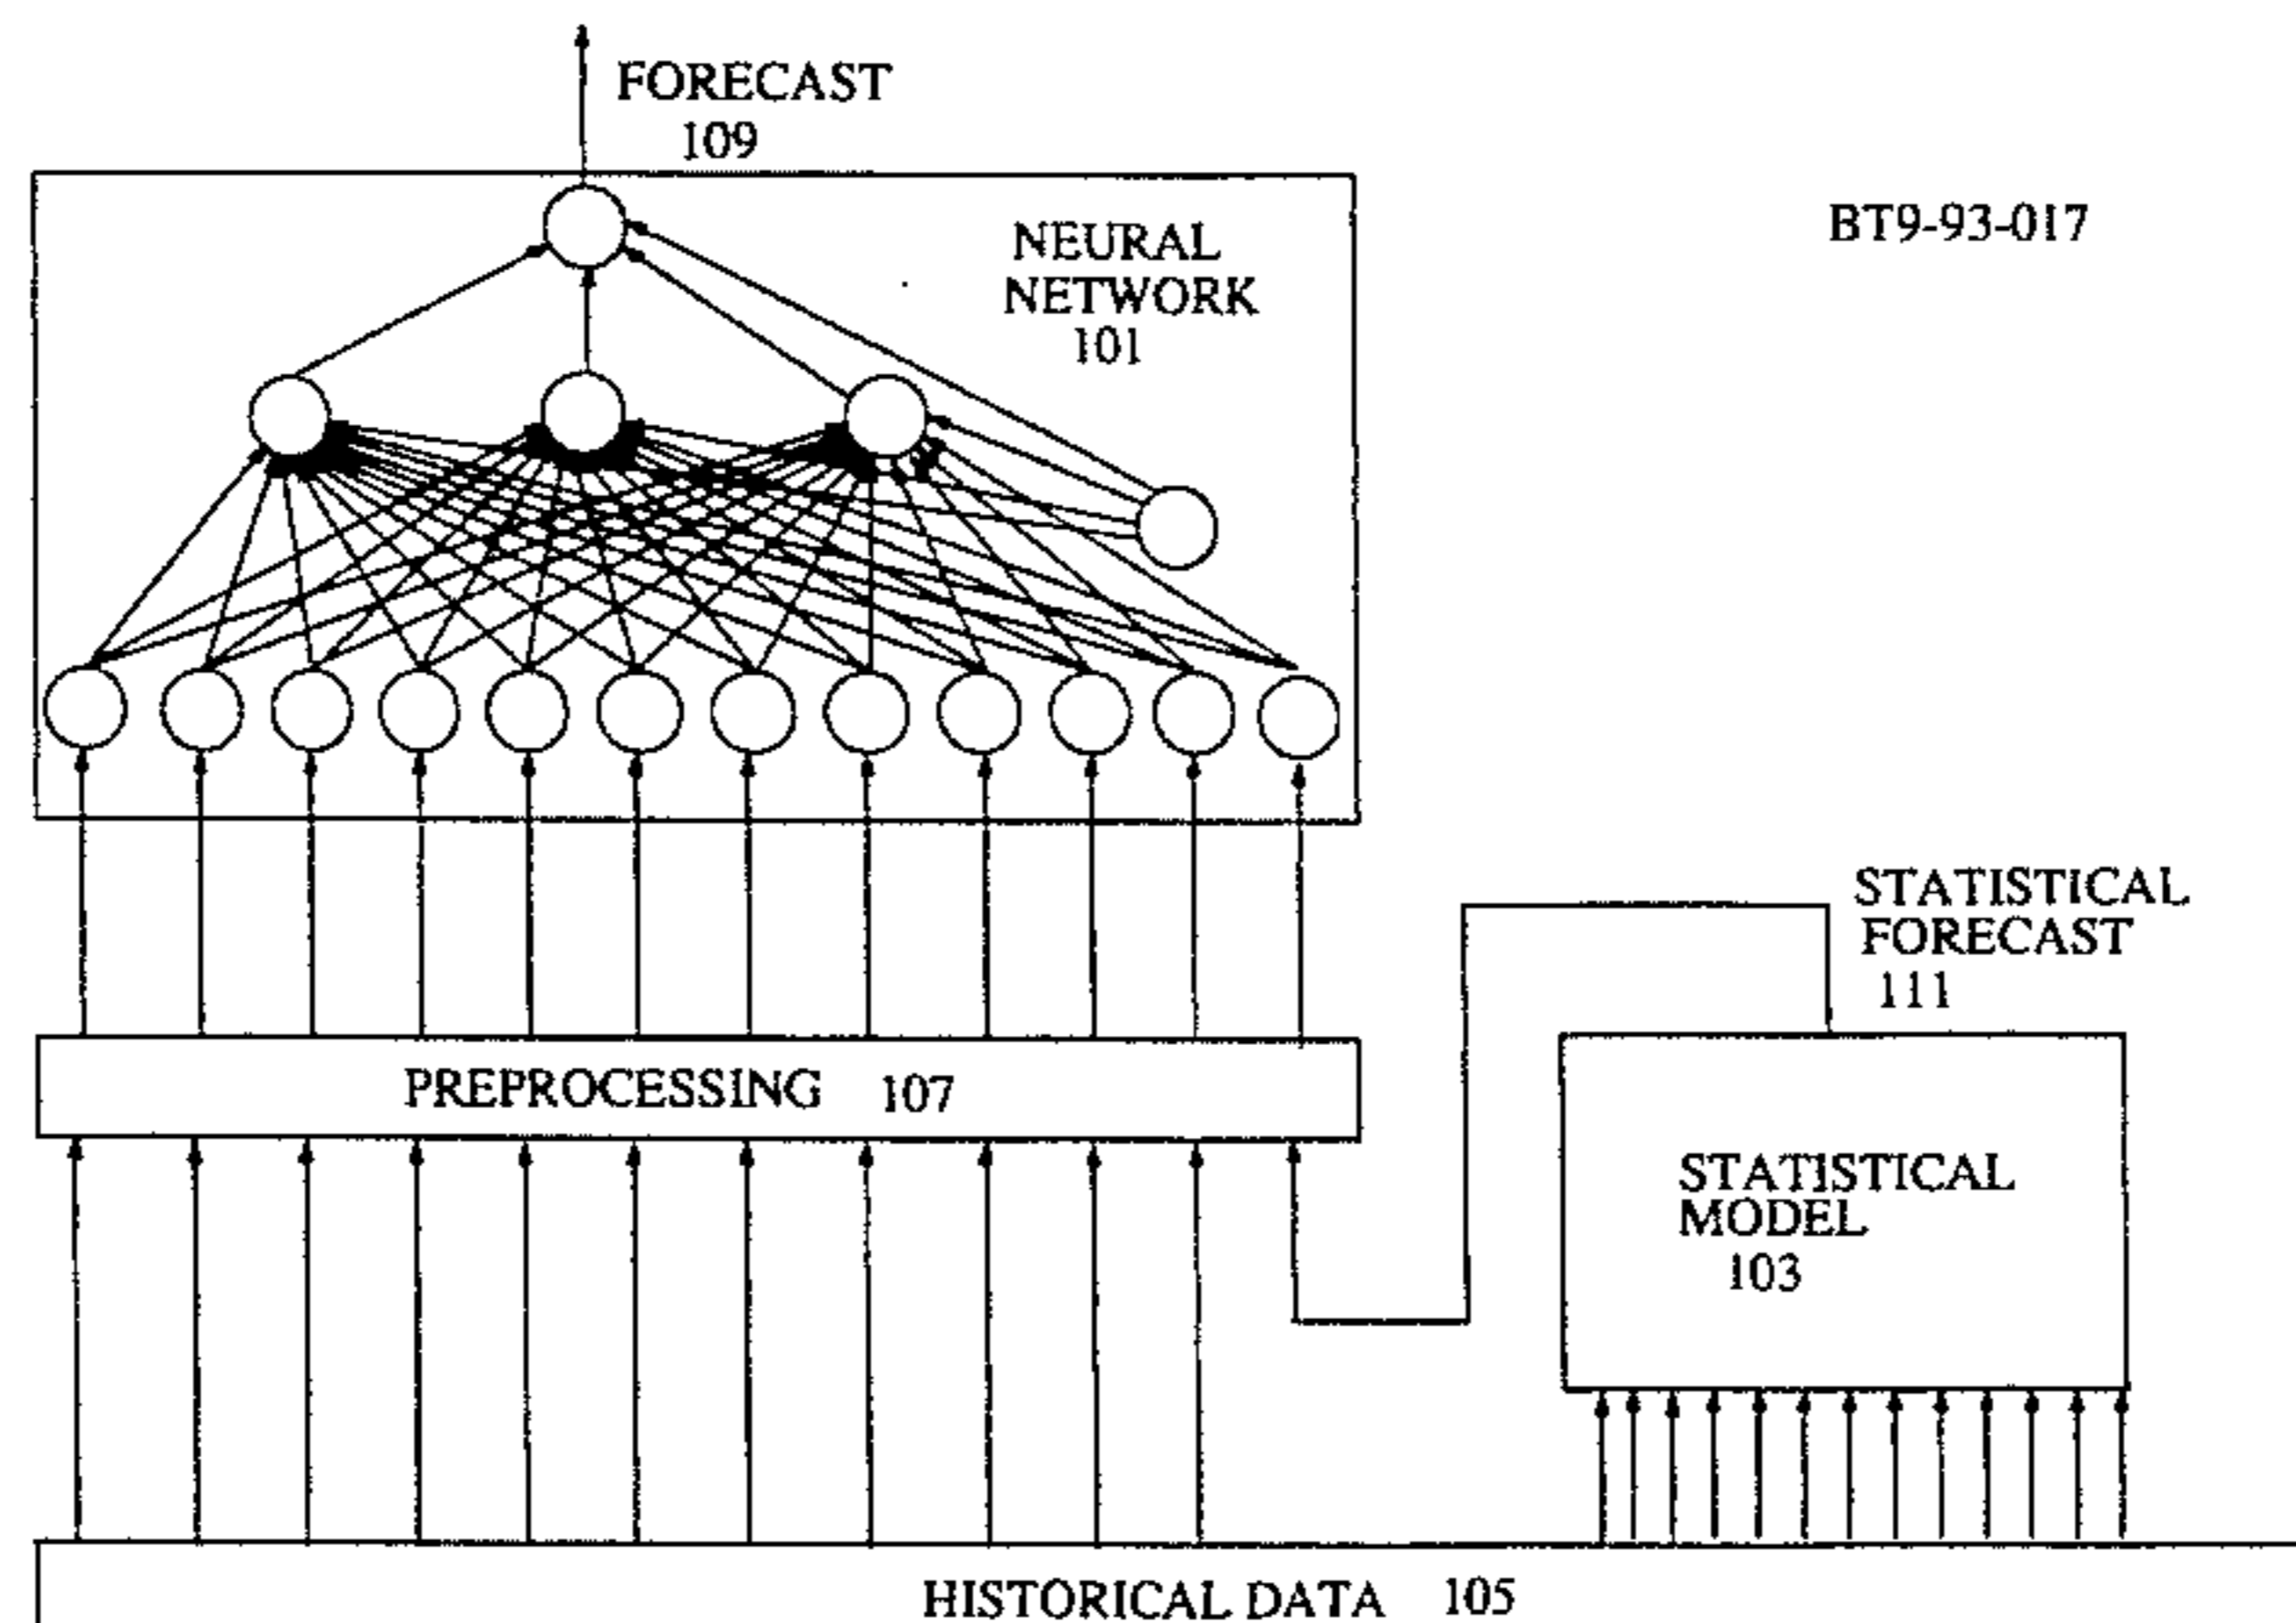 FORECAST
109
NEURAL
NETWORK
101
BT9-93-017
STATISTICAL
FORECAST
111
PREPROCESSING 107
STATISTICAL
MODEL
103
HISTORICAL DATA 105